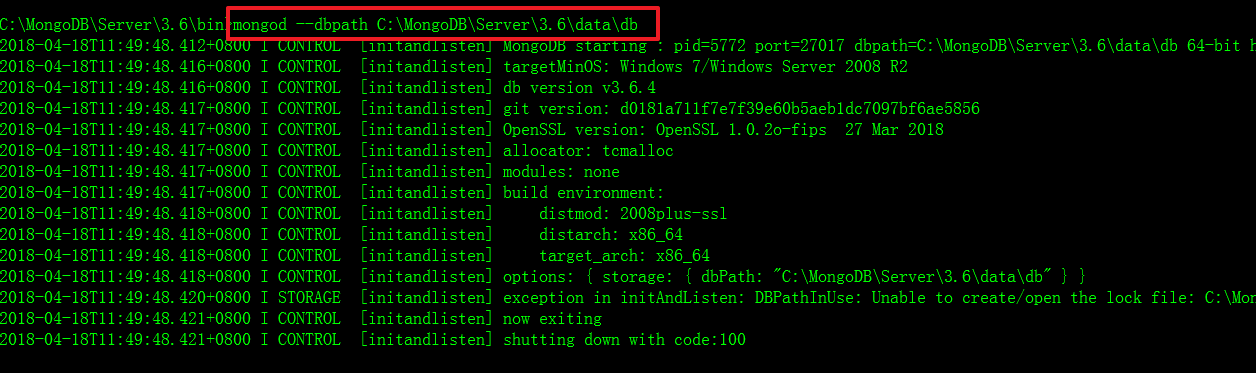 C:\MongoDB\Server\3.6\bin>mongod --dbpath C:\MongoDB\Server\3.6\data\db
2018-04-18T11:49:48.412+0800 I CONTROL  [initandlisten] MongoDB starting : pid=5772 port=27017 dbpath=C:\MongoDB\Server\3.6\data\db 64-bit h
2018-04-18T11:49:48.416+0800 I CONTROL  [initandlisten] targetMinOS: Windows 7/Windows Server 2008 R2
2018-04-18T11:49:48.416+0800 I CONTROL  [initandlisten] db version v3.6.4
2018-04-18T11:49:48.417+0800 I CONTROL  [initandlisten] git version: d0181a711f7e7f39e60b5aeb1dc7097bf6ae5856
2018-04-18T11:49:48.417+0800 I CONTROL  [initandlisten] OpenSSL version: OpenSSL 1.0.2o-fips  27 Mar 2018
2018-04-18T11:49:48.417+0800 I CONTROL  [initandlisten] allocator: tcmalloc
2018-04-18T11:49:48.417+0800 I CONTROL  [initandlisten] modules: none
2018-04-18T11:49:48.417+0800 I CONTROL  [initandlisten] build environment:
2018-04-18T11:49:48.418+0800 I CONTROL  [initandlisten]     distmod: 2008plus-ssl
2018-04-18T11:49:48.418+0800 I CONTROL  [initandlisten]     distarch: x86_64
2018-04-18T11:49:48.418+0800 I CONTROL  [initandlisten]     target_arch: x86_64
2018-04-18T11:49:48.418+0800 I CONTROL  [initandlisten] options: { storage: { dbPath: "C:\MongoDB\Server\3.6\data\db" } }
2018-04-18T11:49:48.420+0800 I STORAGE  [initandlisten] exception in initAndListen: DBPathInUse: Unable to create/open the lock file: C:\Mo
2018-04-18T11:49:48.421+0800 I CONTROL  [initandlisten] now exiting
2018-04-18T11:49:48.421+0800 I CONTROL  [initandlisten] shutting down with code:100